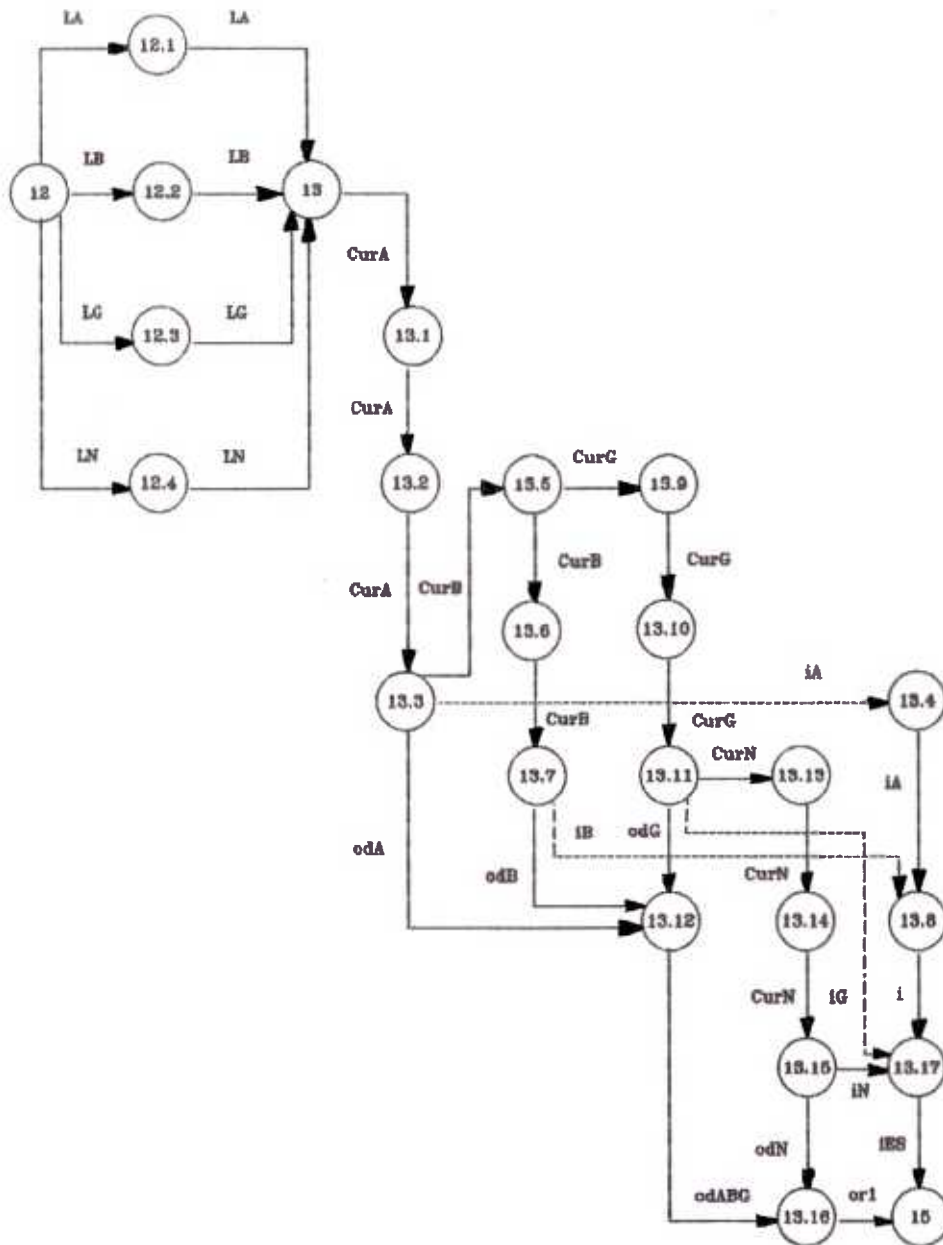 LA LA
12.1
LB LB
12 12.2 13
CurA
LG LG
12.3 13.1
CurA
LN LN CurG
12.4 13.2 13.5 13.9
CurB CurG
CurA CurB
13.6 13.10
iA
13.3 13.4
CurB CurG
CurN
13.7 13.11 13.13
iA
iB odG
odA
odB CurN
13.12 13.14 13.8
CurN iG i
13.15 13.17
iN
odN iES
odABG or1
13.16 15